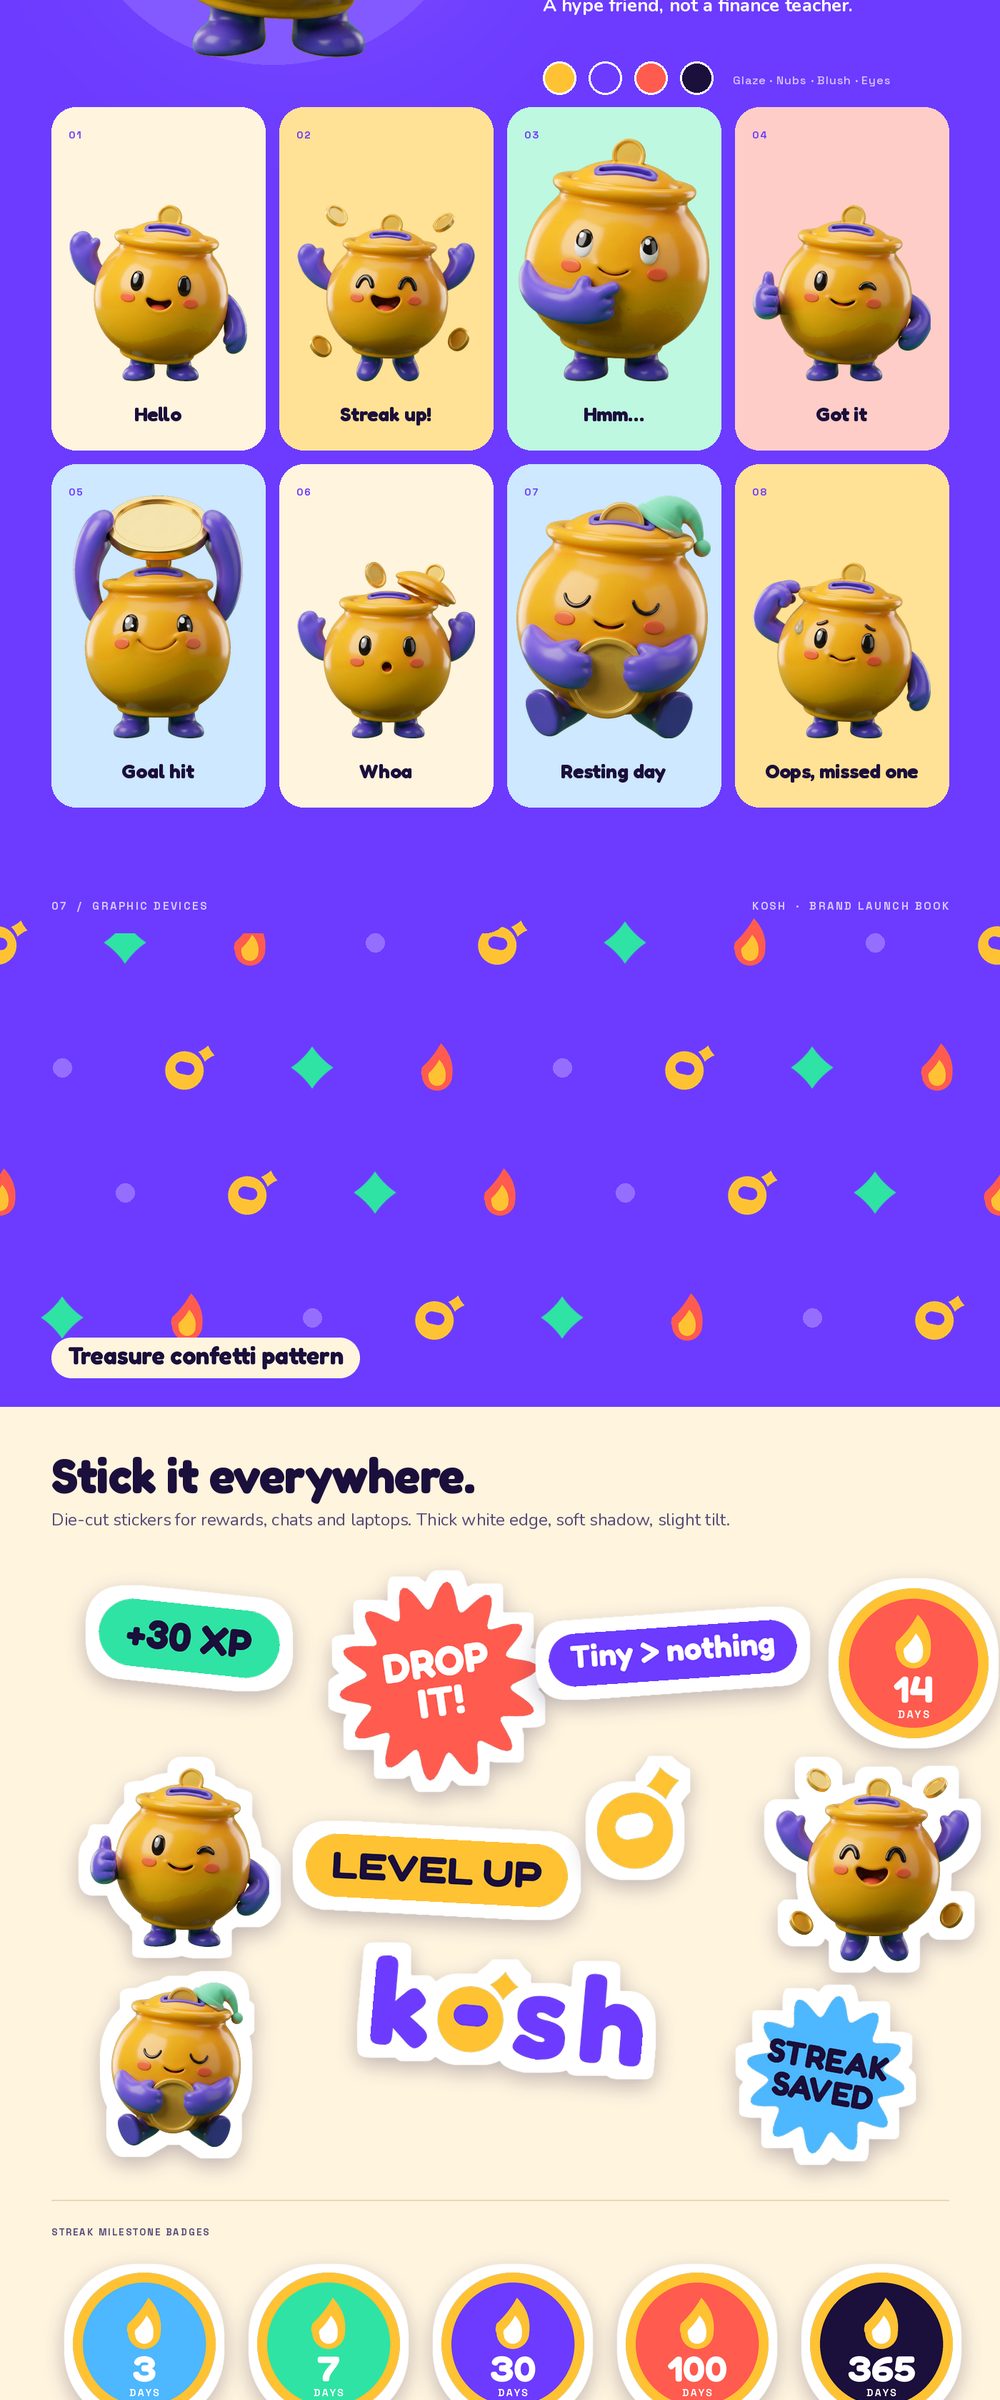 A hype friend, not a finance teacher.
Glaze · Nubs · Blush · Eyes
01
02
03
04
Hello
Streak up!
Hmm...
Got it
05
06
07
08
Goal hit
Whoa
Resting day
Oops, missed one
07 / GRAPHIC DEVICES
KOSH · BRAND LAUNCH BOOK
Treasure confetti pattern
Stick it everywhere.
Die-cut stickers for rewards, chats and laptops. Thick white edge, soft shadow, slight tilt.
+30 XP
DROP
IT!
Tiny > nothing
14
DAYS
LEVEL UP
kosh
STREAK
SAVED
STREAK MILESTONE BADGES
3
DAYS
7
DAYS
30
DAYS
100
DAYS
365
DAYS